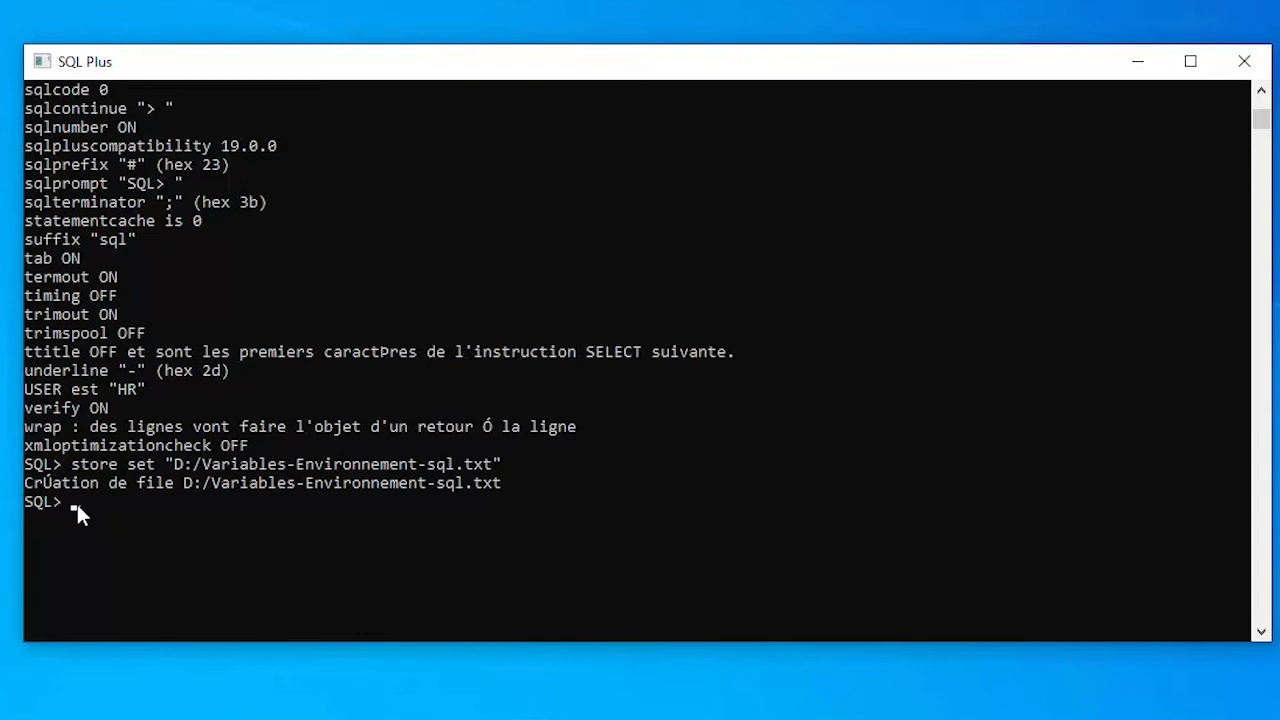 SQL Plus
sqlcode 0
sqlcontinue "> "
sqlnumber ON
sqlpluscompatibility 19.0.0
sqlprefix "#" (hex 23)
sqlprompt "SQL> "
sqlterminator ";" (hex 3b)
statementcache is 0
suffix "sql"
tab ON
termout ON
timing OFF
trimout ON
trimspool OFF
ttitle OFF et sont les premiers caractÞres de l'instruction SELECT suivante.
underline "-" (hex 2d)
USER est "HR"
verify ON
wrap : des lignes vont faire l'objet d'un retour Ó la ligne
xmloptimizationcheck OFF
SQL> store set "D:/Variables-Environnement-sql.txt"
CrÚation de file D:/Variables-Environnement-sql.txt
SQL>